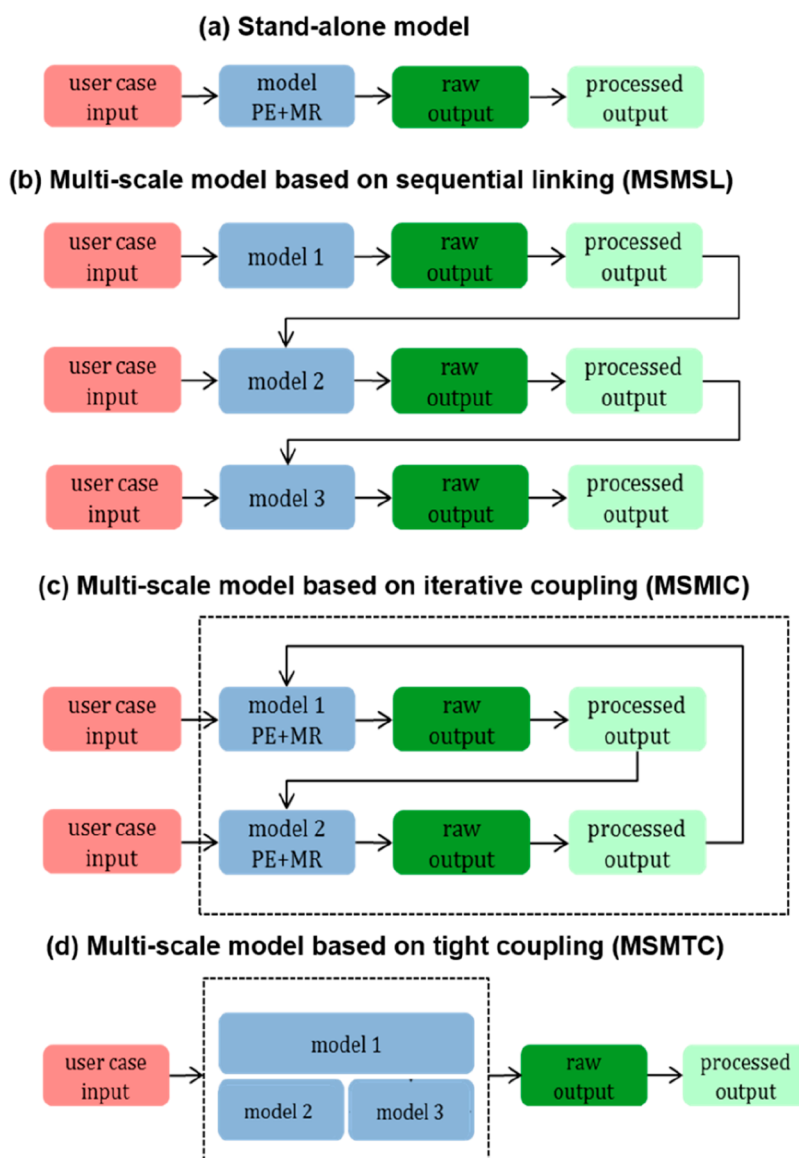 (a) Stand-alone model
user case
input
model
PE+MR
raw
output
processed
output
(b) Multi-scale model based on sequential linking (MSMSL)
user case
input
model 1
raw
output
processed
output
user case
input
model 2
raw
output
processed
output
user case
input
model 3
raw
output
processed
output
(c) Multi-scale model based on iterative coupling (MSMIC)
user case
input
model 1
PE+MR
raw
output
processed
output
user case
input
model 2
PE+MR
raw
output
processed
output
(d) Multi-scale model based on tight coupling (MSMTC)
user case
input
model 1
model 2
model 3
raw
output
processed
output